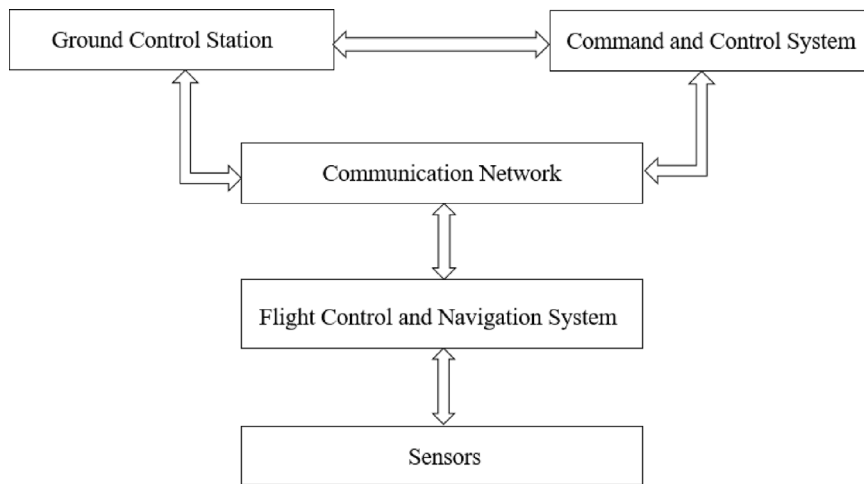 Ground Control Station
Command and Control System
Communication Network
Flight Control and Navigation System
Sensors